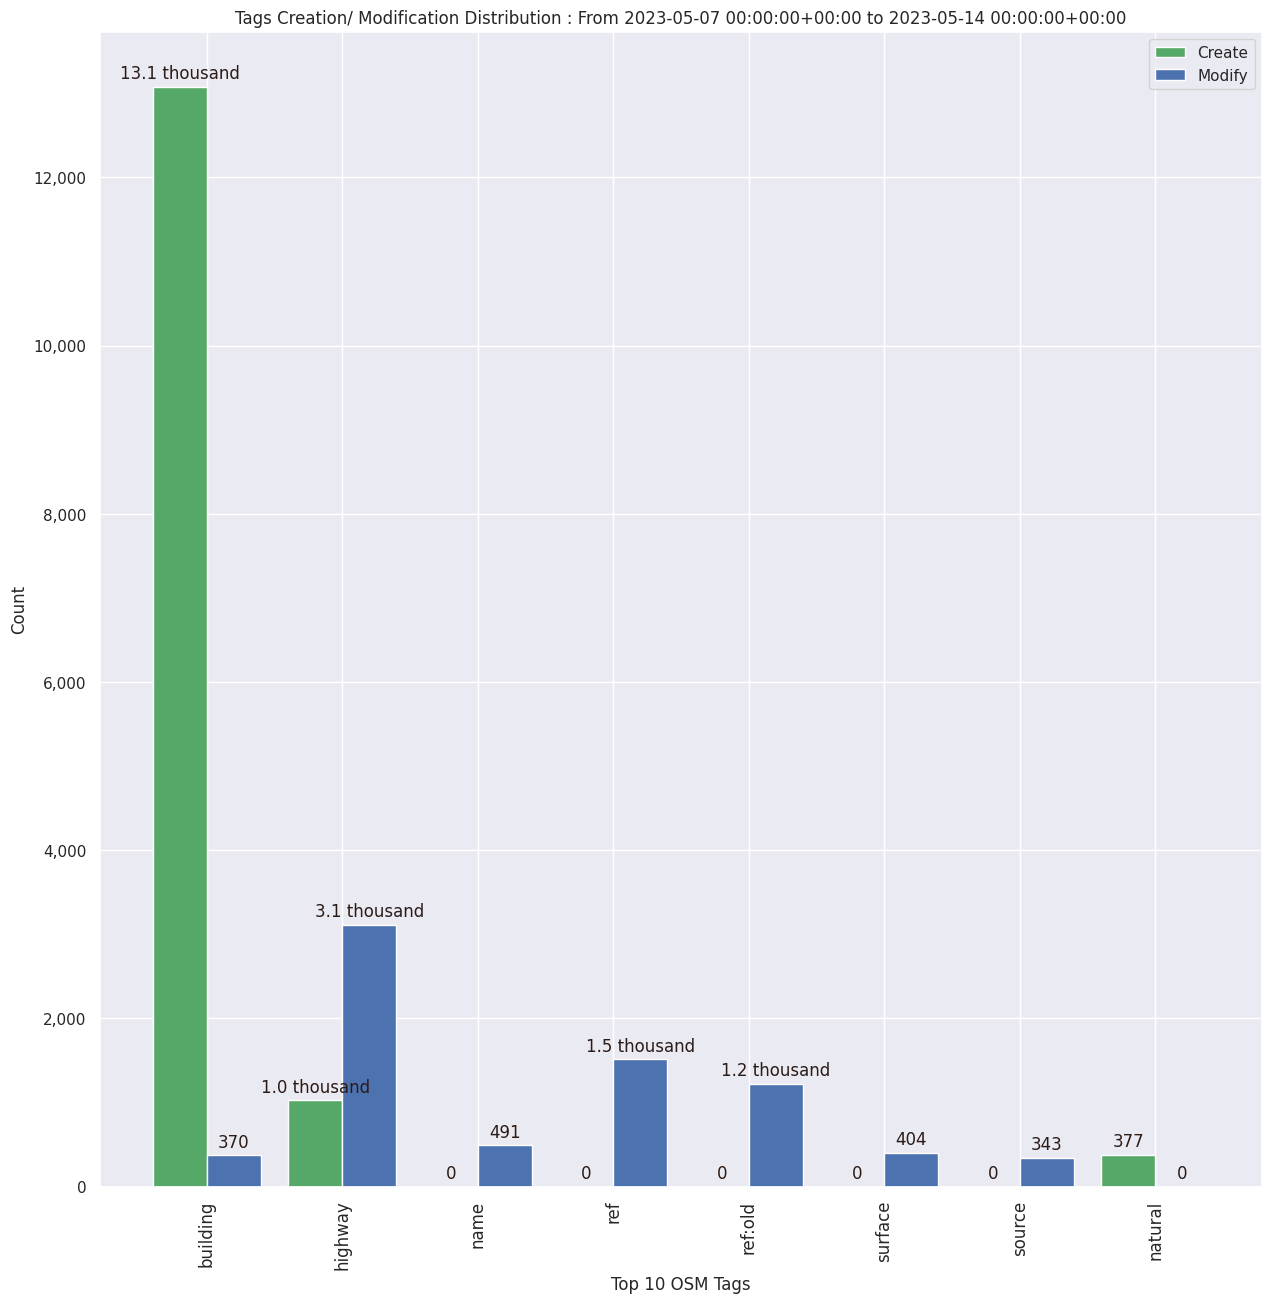 Tags Creation/ Modification Distribution : From 2023-05-07 00:00:00+00:00 to 2023-05-14 00:00:00+00:00
Create
Modify
13.1 thousand
12,000
10,000
8,000
6,000
4,000
2,000
0
Count
370
1.0 thousand
3.1 thousand
0
491
0
1.5 thousand
0
1.2 thousand
0
404
0
343
377
0
building
highway
name
ref
ref:old
surface
source
natural
Top 10 OSM Tags